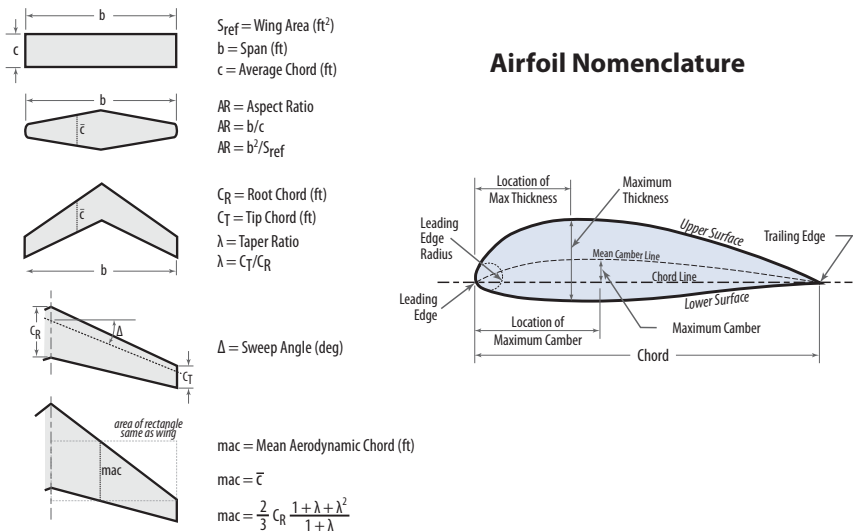 b
c
S_ref = Wing Area (ft²)
b = Span (ft)
c = Average Chord (ft)
b
c̅
AR = Aspect Ratio
AR = b/c
AR = b²/S_ref
c̅
b
C_R = Root Chord (ft)
C_T = Tip Chord (ft)
λ = Taper Ratio
λ = C_T/C_R
C_R
Δ
C_T
Δ = Sweep Angle (deg)
area of rectangle
same as wing
mac
mac = Mean Aerodynamic Chord (ft)
mac = c̅
mac = 2/3 C_R (1 + λ + λ²)/(1 + λ)
Airfoil Nomenclature
Location of
Max Thickness
Maximum
Thickness
Leading
Edge
Radius
Upper Surface
Trailing Edge
Mean Camber Line
Chord Line
Lower Surface
Leading
Edge
Location of
Maximum Camber
Maximum Camber
Chord